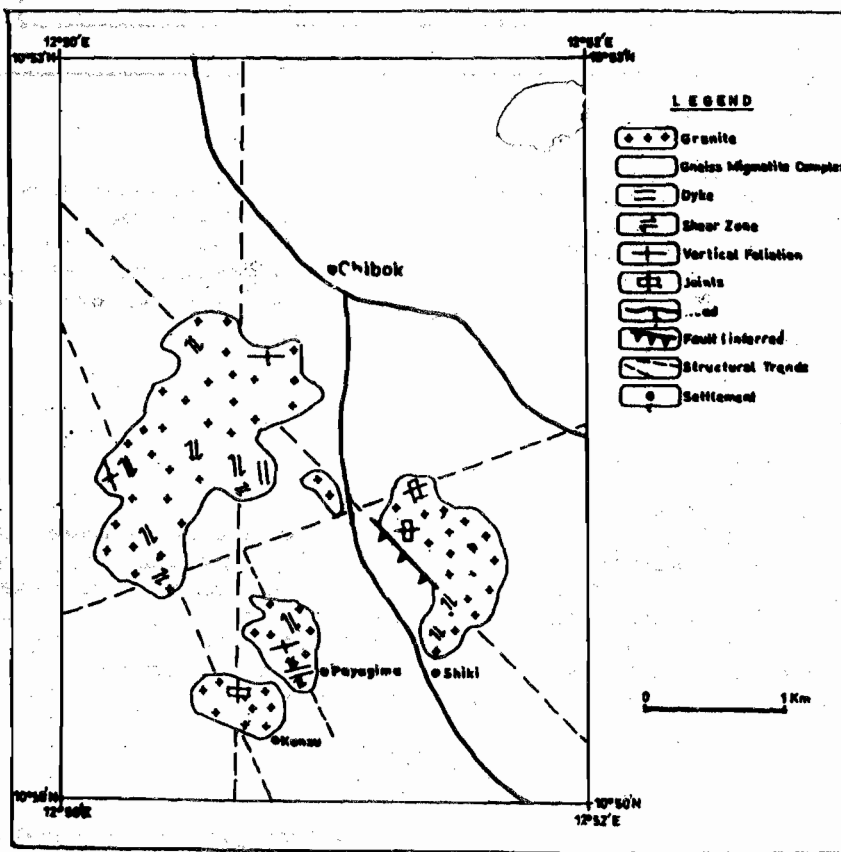 12°50'E
12°52'E
10°53'N
10°53'N
LEGEND
Granite
Gneiss Migmatite Complex
Dyke
Shear Zone
Vertical Foliation
Joints
Fault inferred
Structural Trends
Settlement
Chibok
Payagima
Shiki
Kunzu
0
1 Km
10°50'N
10°50'N
12°50'E
12°52'E